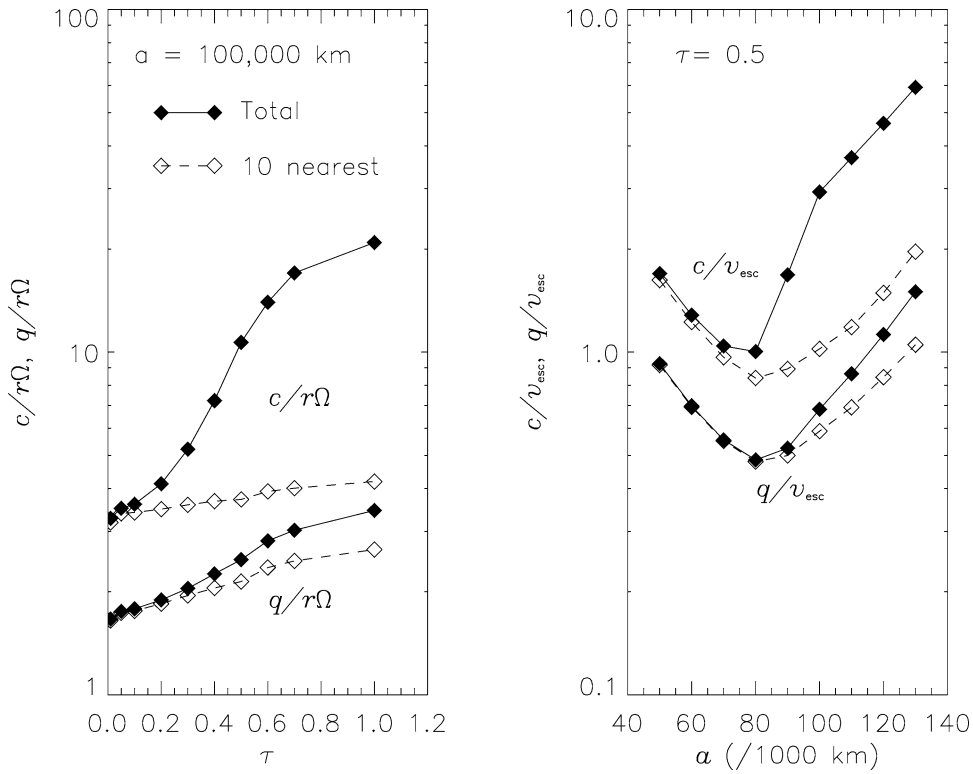 100
10
1
c/rΩ, q/rΩ
a = 100,000 km
Total
10 nearest
c/rΩ
q/rΩ
0.0 0.2 0.4 0.6 0.8 1.0 1.2
τ
10.0
1.0
0.1
c/v_esc, q/v_esc
τ= 0.5
c/v_esc
q/v_esc
40 60 80 100 120 140
a (/1000 km)